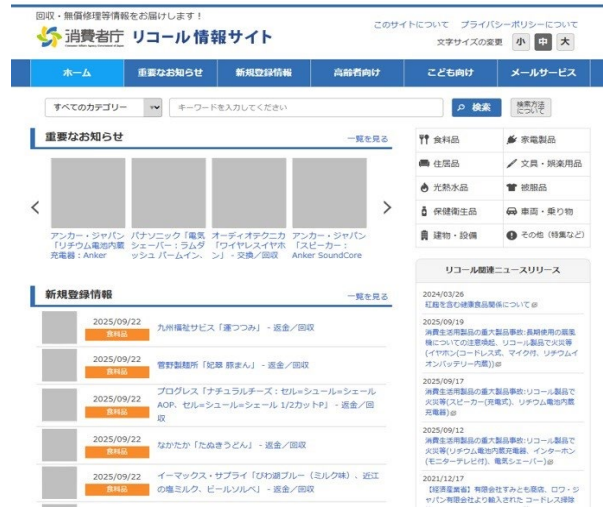 回収・無償修理等情報をお届けします！
消費者庁 リコール情報サイト
このサイトについて プライバシーポリシーについて
文字サイズの変更 小 中 大
ホーム 重要なお知らせ 新規登録情報 高齢者向け こども向け メールサービス
すべてのカテゴリー キーワードを入力してください 検索 検索方法について
重要なお知らせ 一覧を見る
アンカー・ジャパン「リチウム電池内蔵充電器：Anker
パナソニック「電気シェーバー：ラムダッシュ パームイン、
オーディオテクニカ「ワイヤレスイヤホン」 - 交換／回収
アンカー・ジャパン「スピーカー：Anker SoundCore
新規登録情報 一覧を見る
2025/09/22
食料品
九州福祉サービス「蓮つつみ」 - 返金／回収
2025/09/22
食料品
菅野製麺所「妃翠 豚まん」 - 返金／回収
2025/09/22
食料品
プログレス「ナチュラルチーズ：セル=シュール=シェール
AOP、セル=シュール=シェール 1/2カットP」 - 返金／回
収
2025/09/22
食料品
なかたか「たぬきうどん」 - 返金／回収
2025/09/22
食料品
イーマックス・サプライ「びわ湖ブルー（ミルク味）、近江
の塩ミルク、ビールソルベ」 - 返金／回収
食料品 家電製品
住居品 文具・娯楽用品
光熱水品 被服品
保健衛生品 車両・乗り物
建物・設備 その他（特集など）
リコール関連ニュースリリース
2024/03/26
紅麹を含む健康食品関係について
2025/09/19
消費生活用製品の重大製品事故:長期使用の扇風
機についての注意喚起、リコール製品で火災等
(イヤホン(コードレス式、マイク付、リチウムイ
オンバッテリー内蔵))
2025/09/17
消費生活用製品の重大製品事故:リコール製品で
火災等(スピーカー(充電式)、リチウム電池内蔵
充電器)
2025/09/12
消費生活用製品の重大製品事故:リコール製品で
火災等(リチウム電池内蔵充電器、インターホン
(モニターテレビ付)、電気シェーバー)
2021/12/17
【経済産業省】有限会社すみとも商店、ロワ・ジ
ャパン有限会社より輸入された コードレス掃除